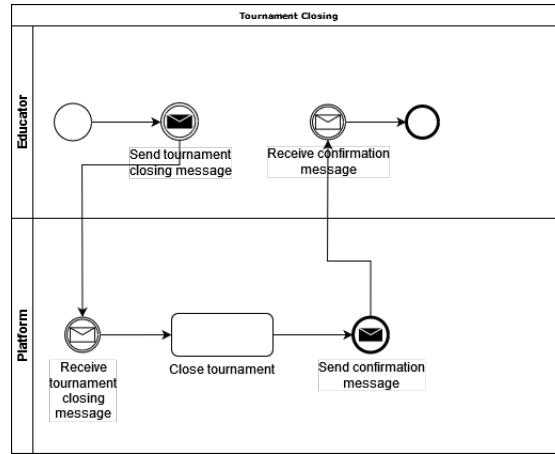 Tournament Closing
Educator
Send tournament
closing message
Receive confirmation
message
Platform
Receive
tournament
closing
message
Close tournament
Send confirmation
message